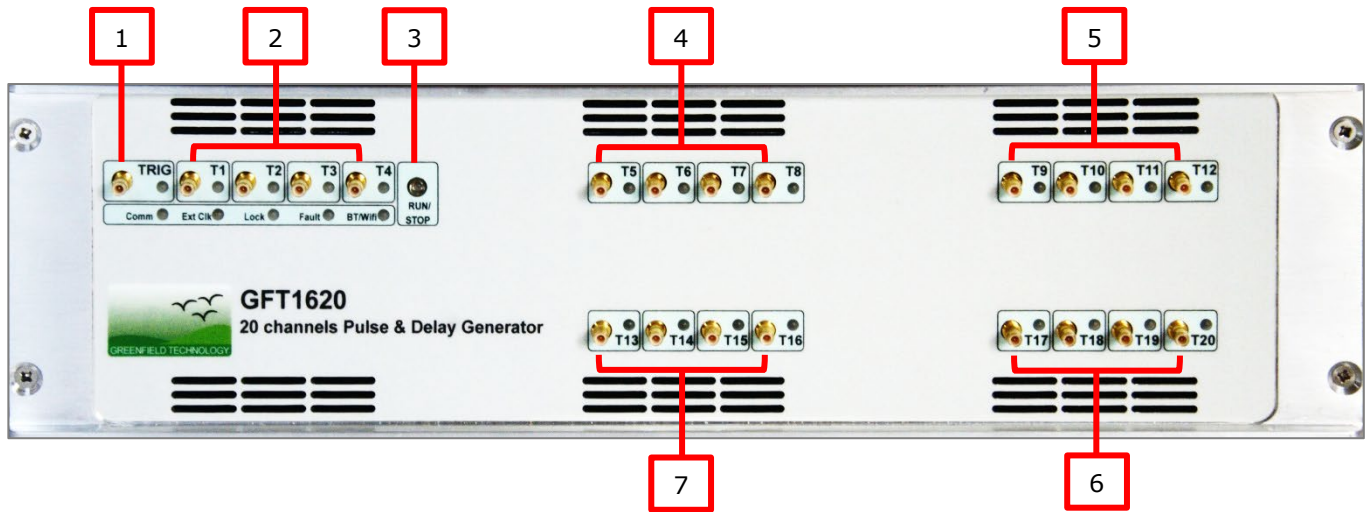 1
2
3
4
5
TRIG T1 T2 T3 T4
RUN/
STOP
Comm Ext Clk Lock Fault BT/Wifi
T5 T6 T7 T8
T9 T10 T11 T12
GFT1620
20 channels Pulse & Delay Generator
GREENFIELD TECHNOLOGY
T13 T14 T15 T16
T17 T18 T19 T20
7
6